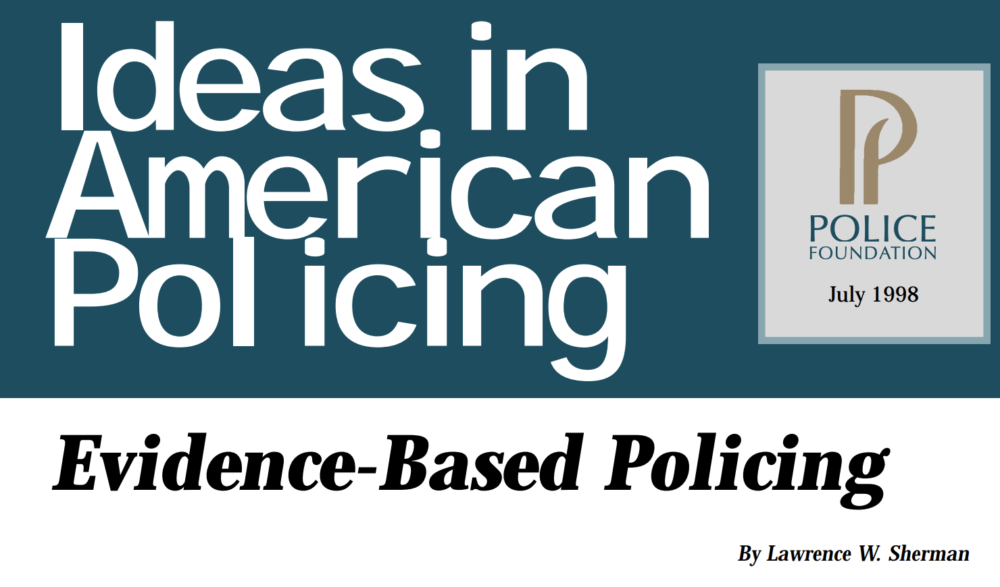 Ideas in
American
Policing
POLICE
FOUNDATION
July 1998
Evidence-Based Policing
By Lawrence W. Sherman